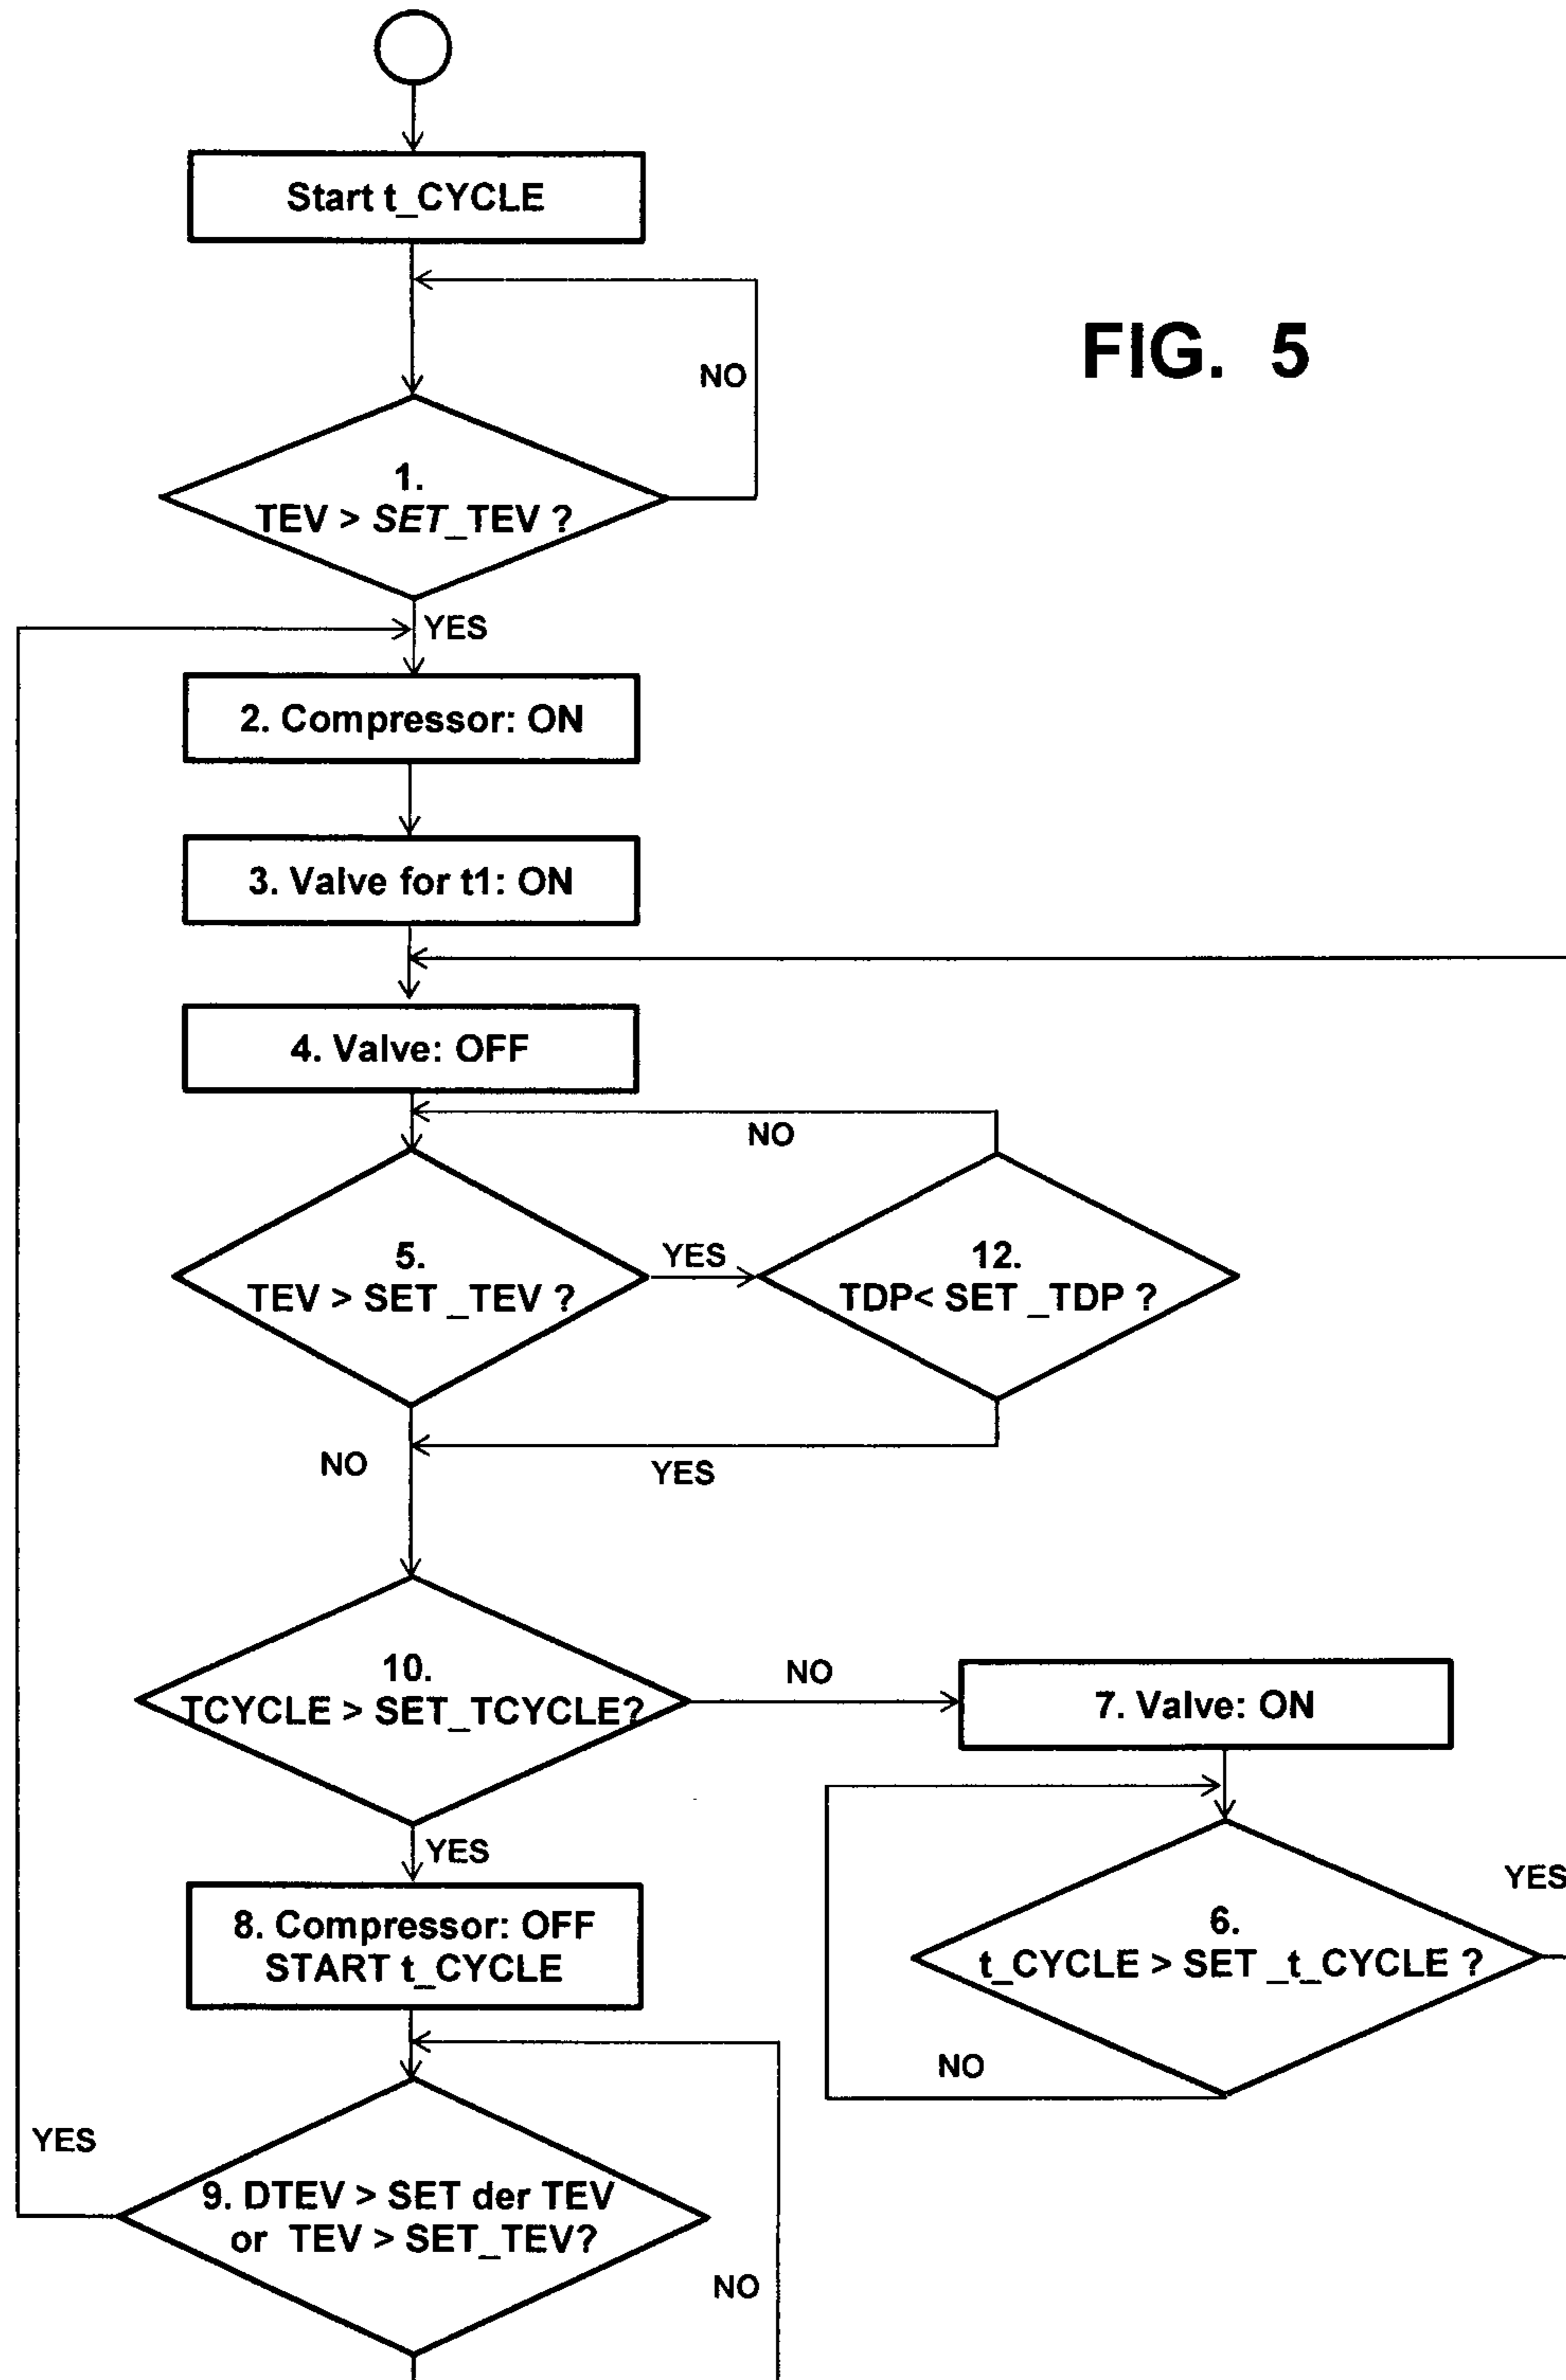 Start t_CYCLE
FIG. 5
NO
1.
TEV > SET_TEV ?
YES
2. Compressor: ON
3. Valve for t1: ON
4. Valve: OFF
NO
5.
TEV > SET _TEV ?
YES
12.
TDP< SET _TDP ?
NO
YES
10.
TCYCLE > SET_TCYCLE?
NO
7. Valve: ON
YES
8. Compressor: OFF
START t_CYCLE
YES
6.
t_CYCLE > SET _t_CYCLE ?
NO
YES
9. DTEV > SET der TEV
or TEV > SET_TEV?
NO